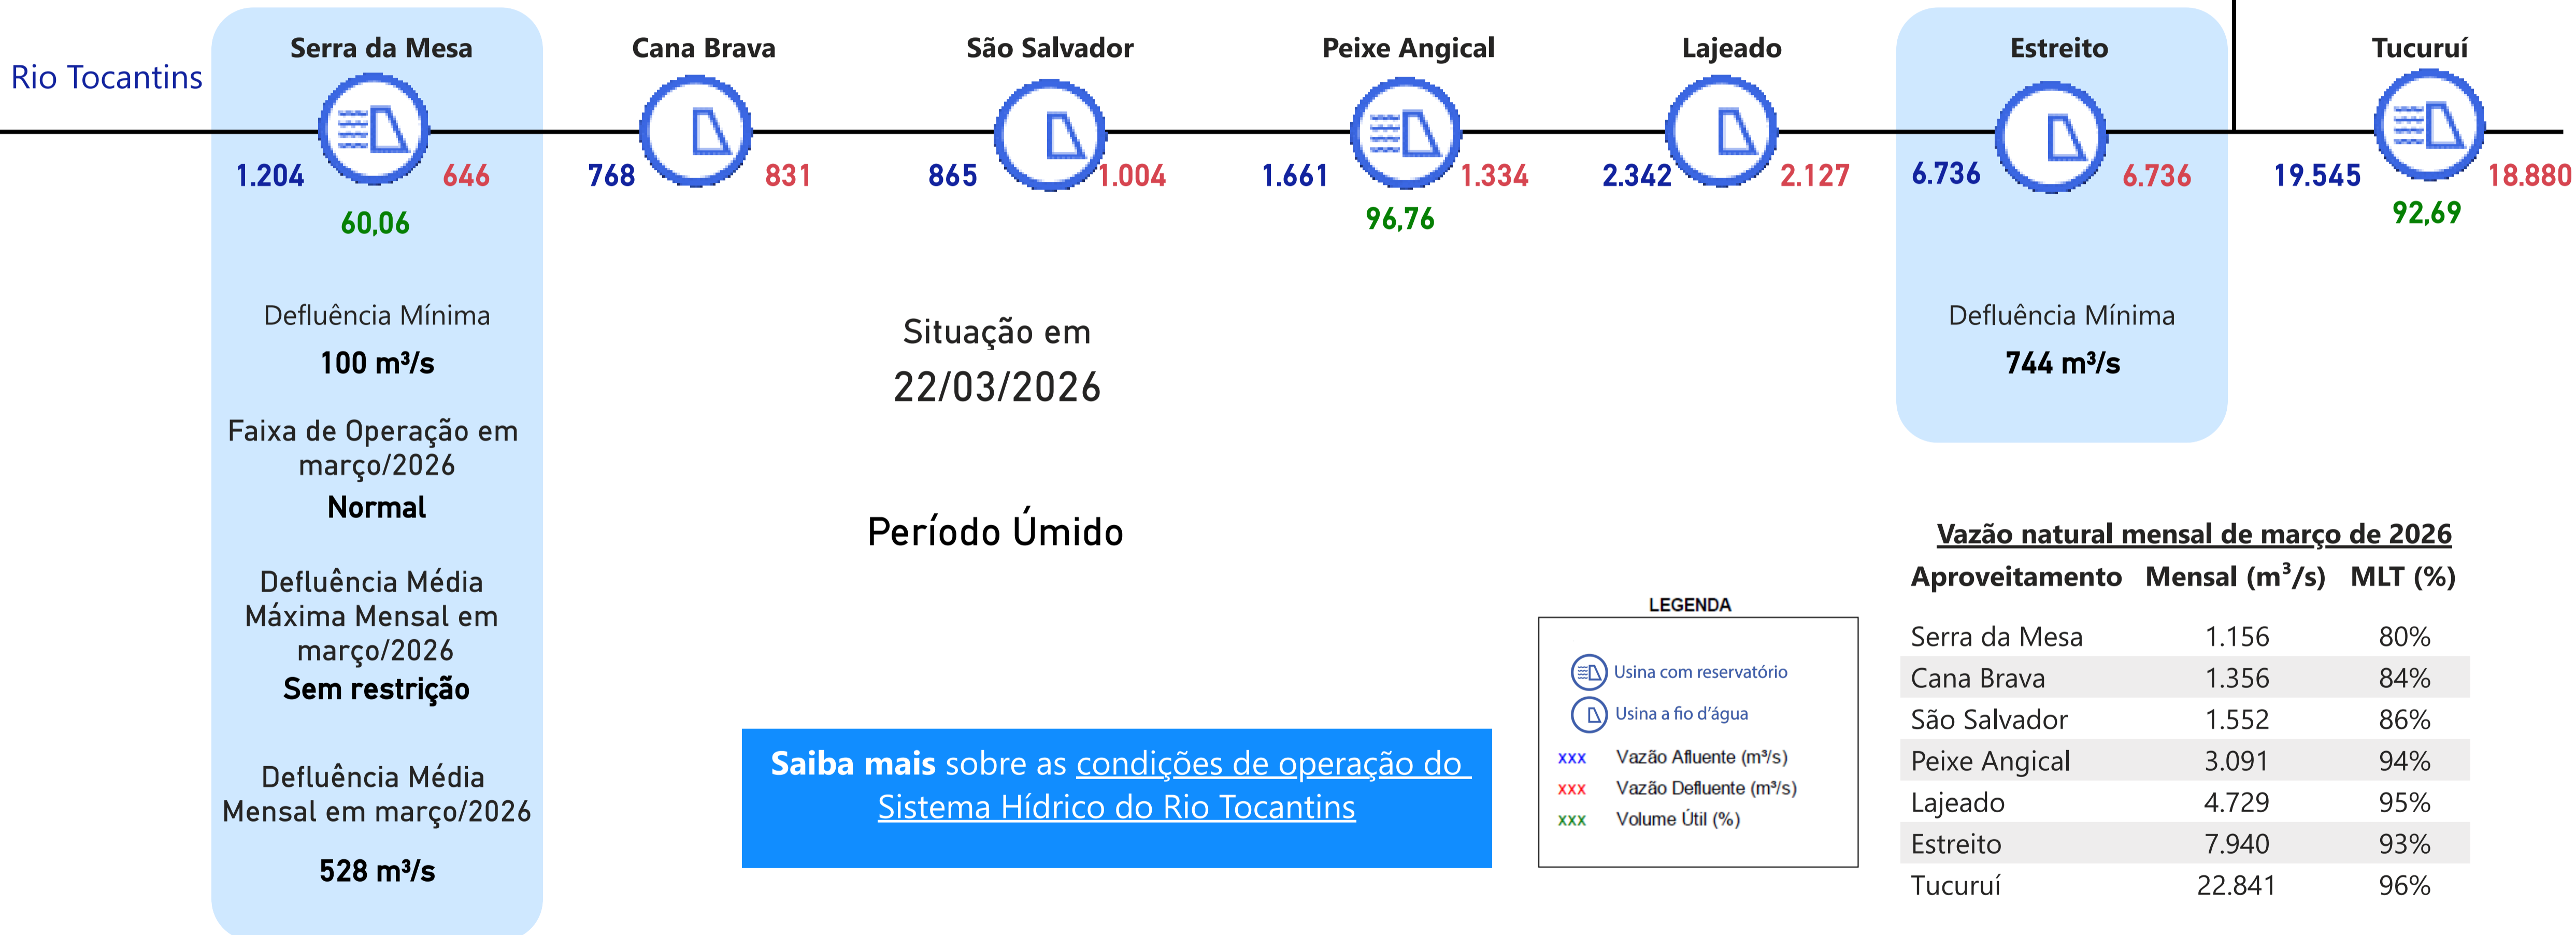 Rio Tocantins
Serra da Mesa
1.204
646
60,06
Cana Brava
768
831
São Salvador
865
1.004
Peixe Angical
1.661
1.334
96,76
Lajeado
2.342
2.127
Estreito
6.736
6.736
Tucuruí
19.545
18.880
92,69
Defluência Mínima
100 m³/s
Faixa de Operação em
março/2026
Normal
Defluência Média
Máxima Mensal em
março/2026
Sem restrição
Defluência Média
Mensal em março/2026
528 m³/s
Situação em
22/03/2026
Período Úmido
Saiba mais sobre as condições de operação do
Sistema Hídrico do Rio Tocantins
Defluência Mínima
744 m³/s
LEGENDA
Usina com reservatório
Usina a fio d'água
xxx Vazão Afluente (m³/s)
xxx Vazão Defluente (m³/s)
xxx Volume Útil (%)
Vazão natural mensal de março de 2026
Aproveitamento Mensal (m³/s) MLT (%)
Serra da Mesa 1.156 80%
Cana Brava 1.356 84%
São Salvador 1.552 86%
Peixe Angical 3.091 94%
Lajeado 4.729 95%
Estreito 7.940 93%
Tucuruí 22.841 96%